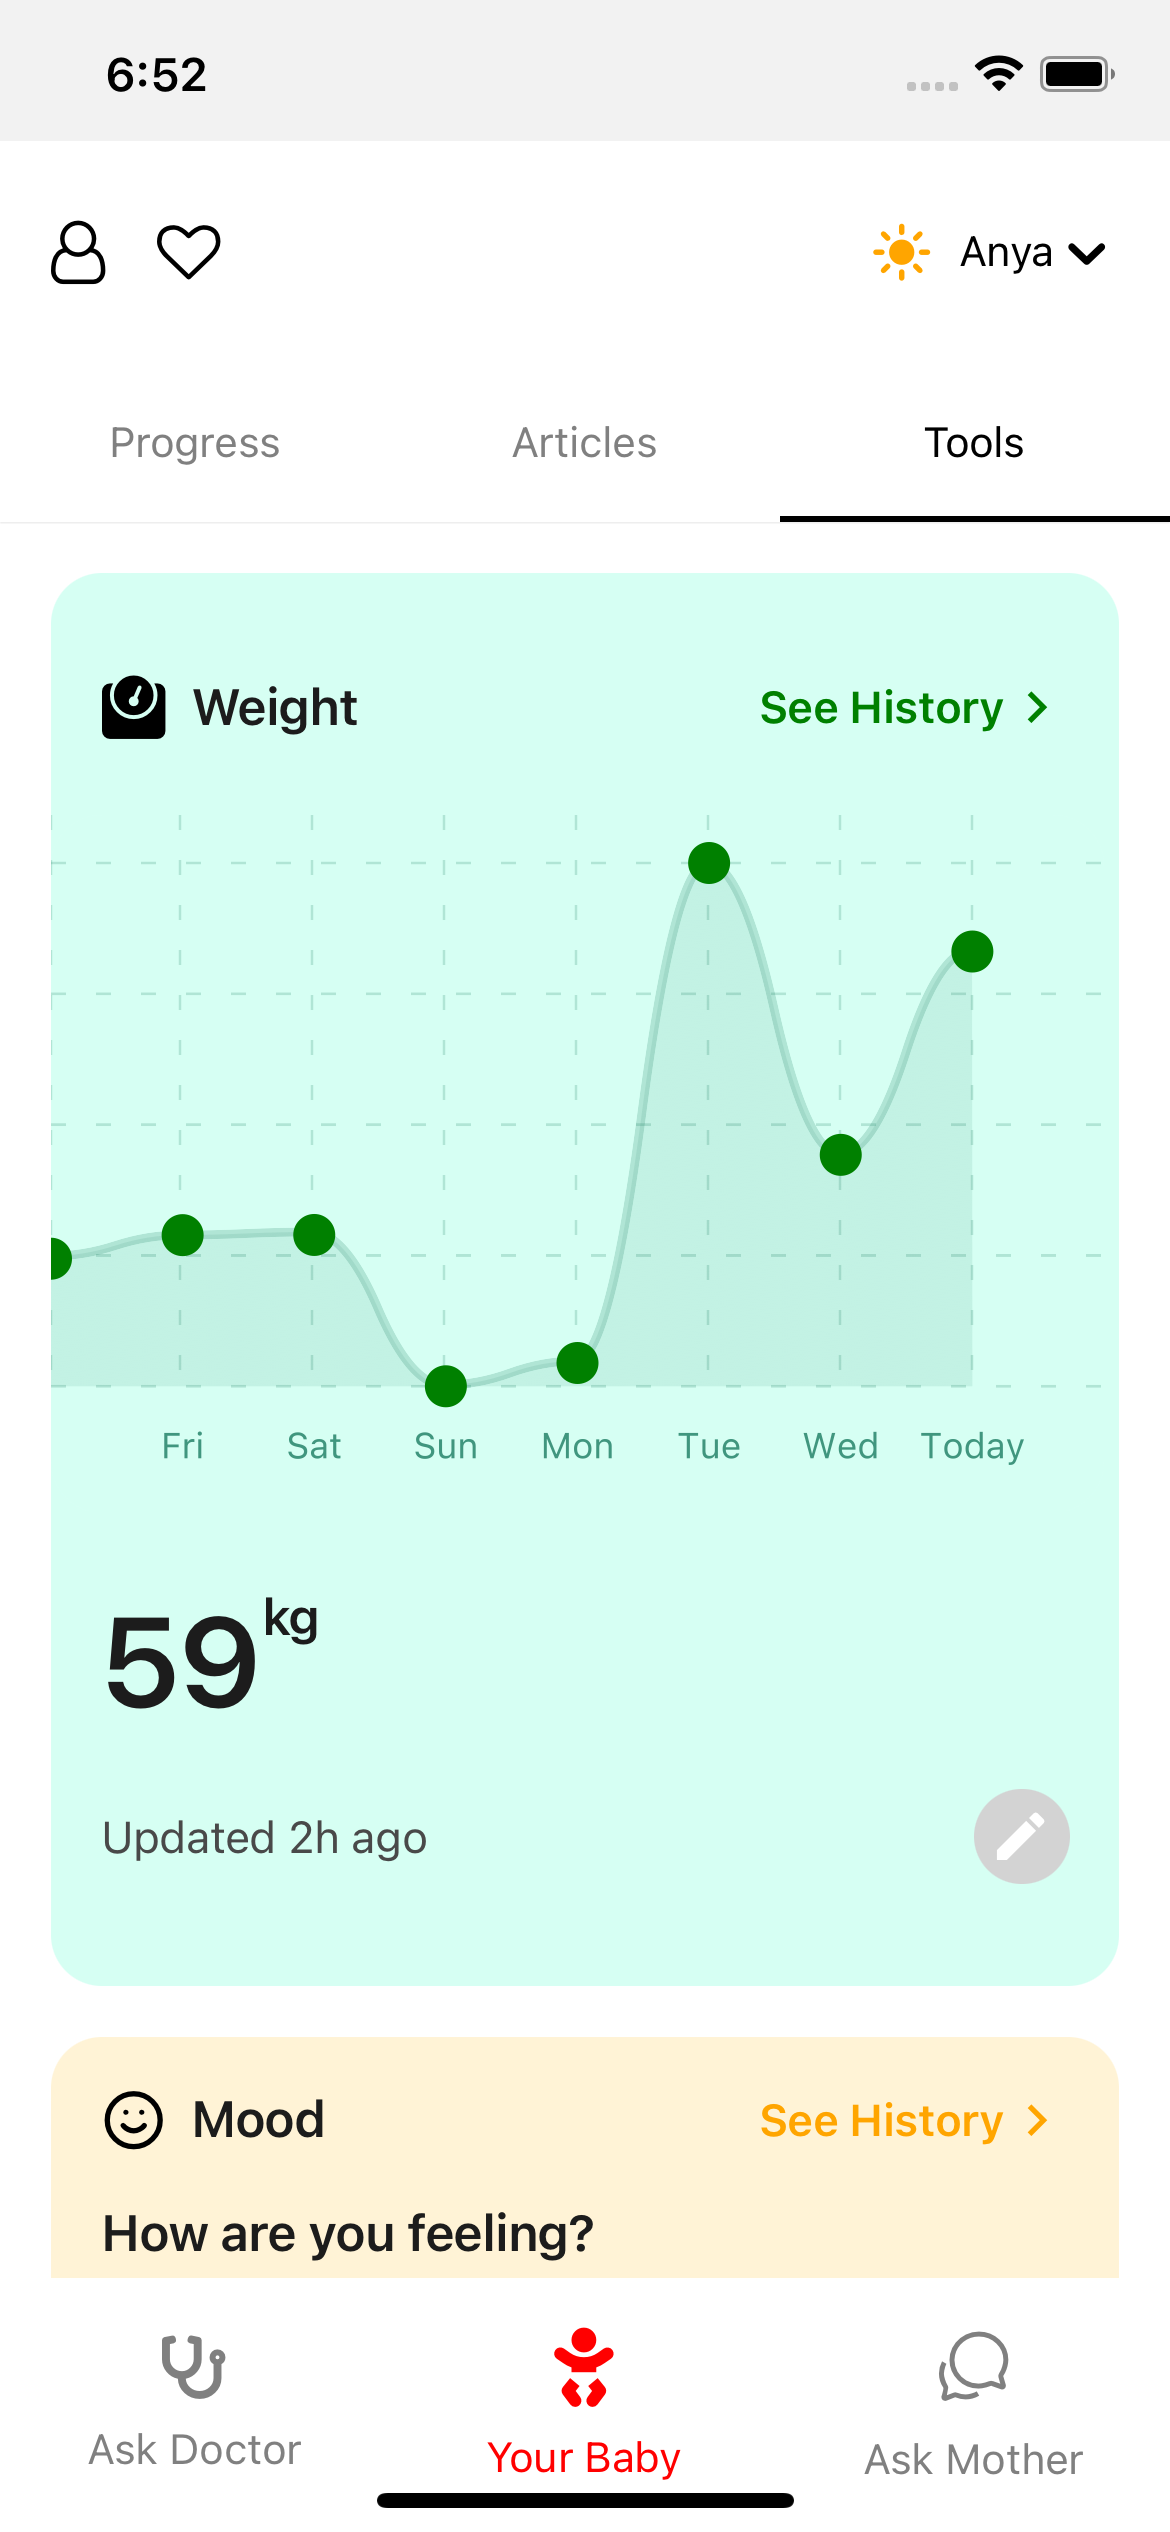 6:52
Anya
Progress Articles Tools
Weight See History
Fri Sat Sun Mon Tue Wed Today
59 kg
Updated 2h ago
Mood See History
How are you feeling?
Ask Doctor Your Baby Ask Mother